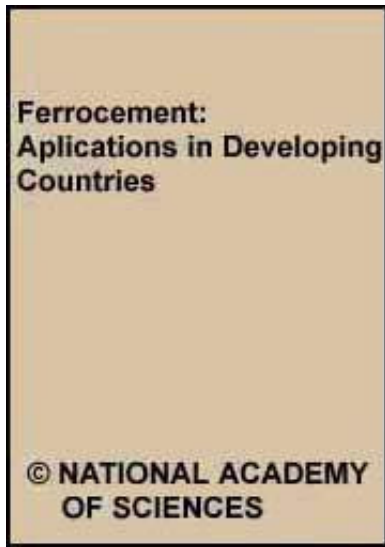 Ferrocement:
Aplications in Developing
Countries
© NATIONAL ACADEMY
OF SCIENCES